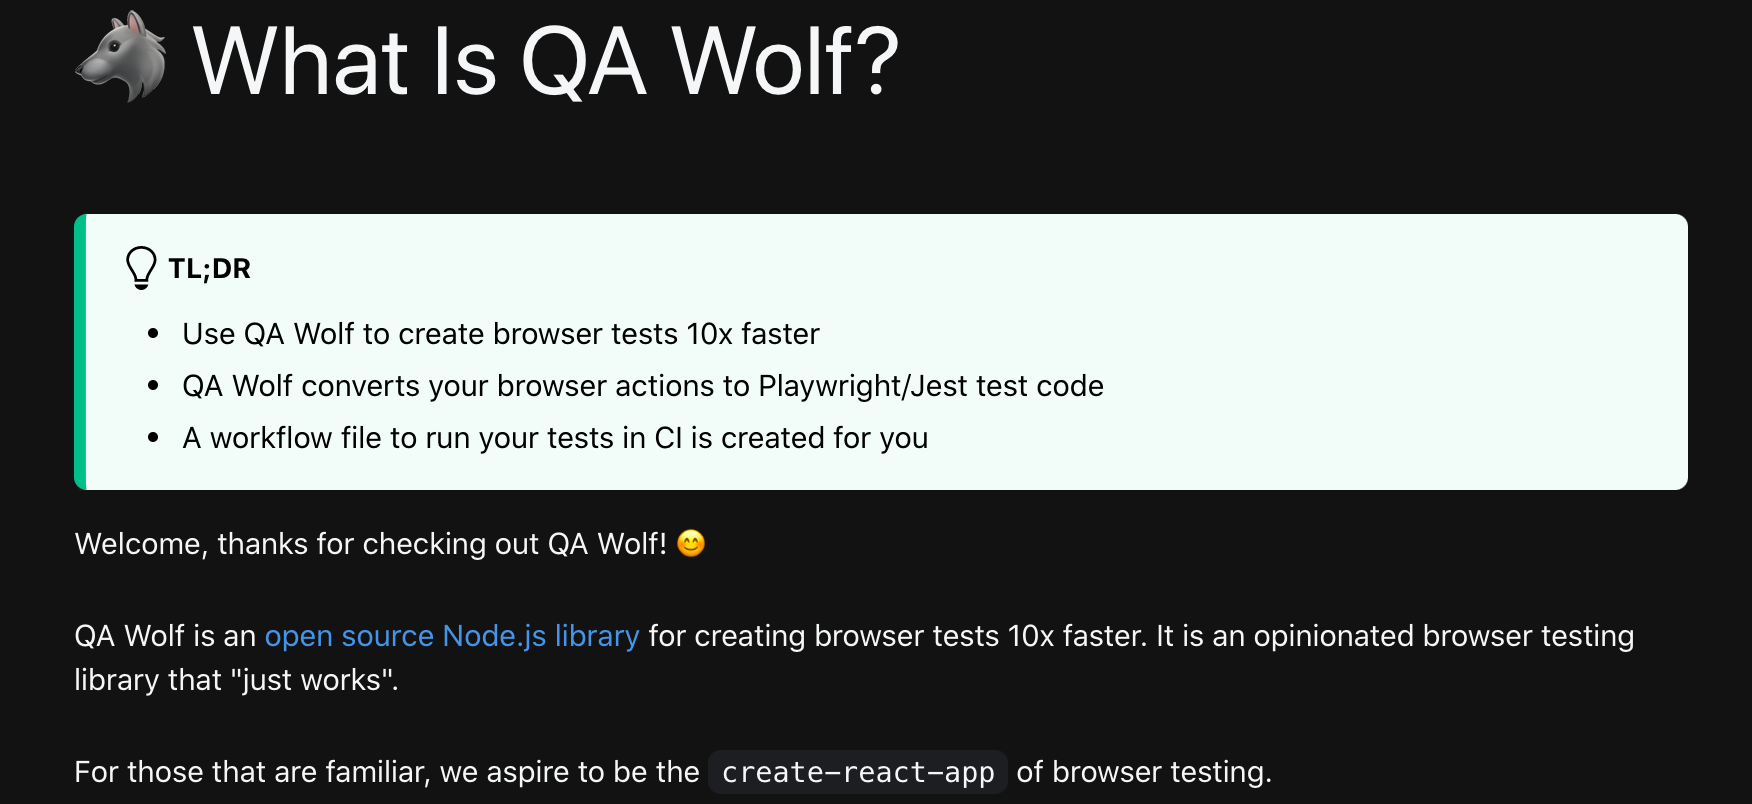 🐺 What Is QA Wolf?
TL;DR
• Use QA Wolf to create browser tests 10x faster
• QA Wolf converts your browser actions to Playwright/Jest test code
• A workflow file to run your tests in CI is created for you
Welcome, thanks for checking out QA Wolf! 😊
QA Wolf is an open source Node.js library for creating browser tests 10x faster. It is an opinionated browser testing
library that "just works".
For those that are familiar, we aspire to be the create-react-app of browser testing.